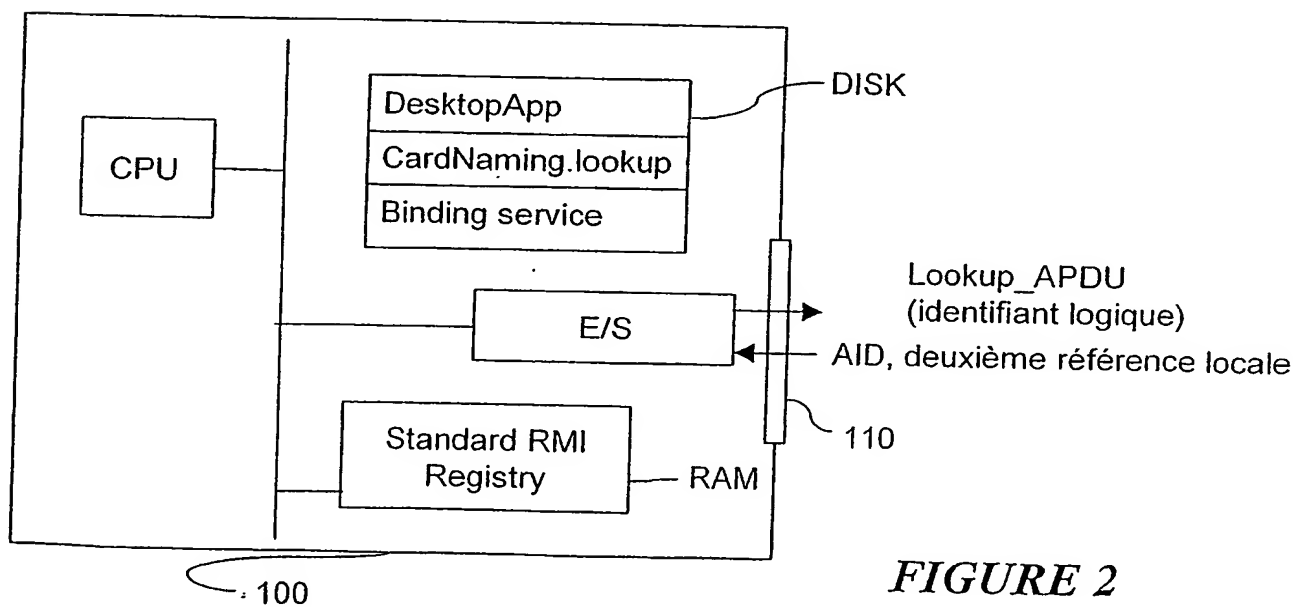 DISK
DesktopApp
CardNaming.lookup
CPU
Binding service
Lookup_APDU
(identifiant logique)
E/S
AID, deuxième référence locale
110
Standard RMI
Registry
RAM
100
FIGURE 2